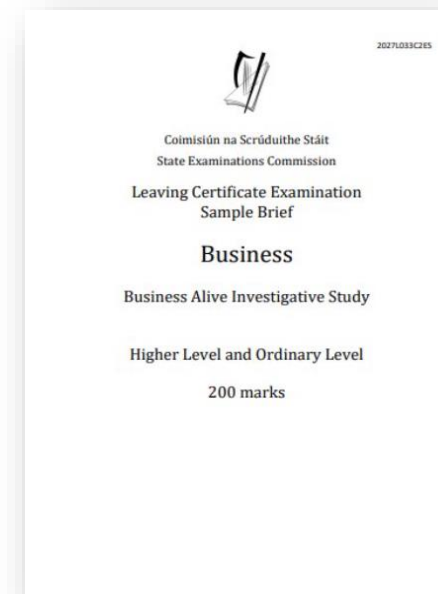 2027L033C2ES
Coimisiún na Scrúduithe Stáit
State Examinations Commission
Leaving Certificate Examination
Sample Brief
Business
Business Alive Investigative Study
Higher Level and Ordinary Level
200 marks